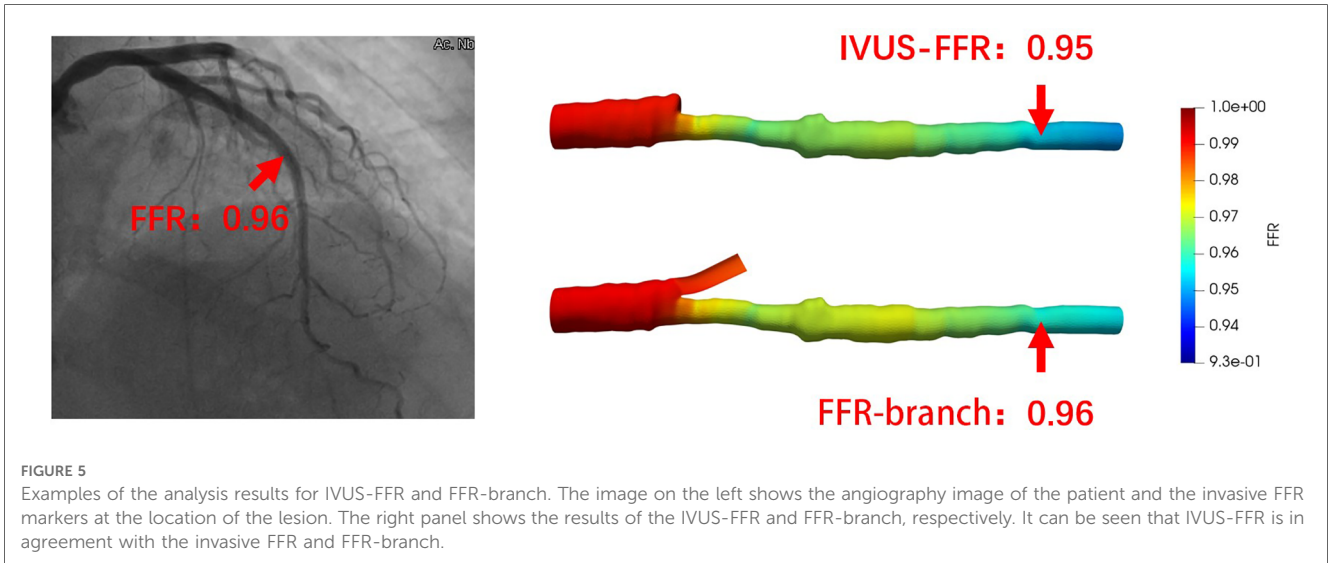 Ac. Nb
FFR： 0.96
IVUS-FFR： 0.95
FFR-branch： 0.96
1.0e+00
0.99
0.98
0.97
0.96
0.95
0.94
9.3e-01
FFR
FIGURE 5
Examples of the analysis results for IVUS-FFR and FFR-branch. The image on the left shows the angiography image of the patient and the invasive FFR
markers at the location of the lesion. The right panel shows the results of the IVUS-FFR and FFR-branch, respectively. It can be seen that IVUS-FFR is in
agreement with the invasive FFR and FFR-branch.